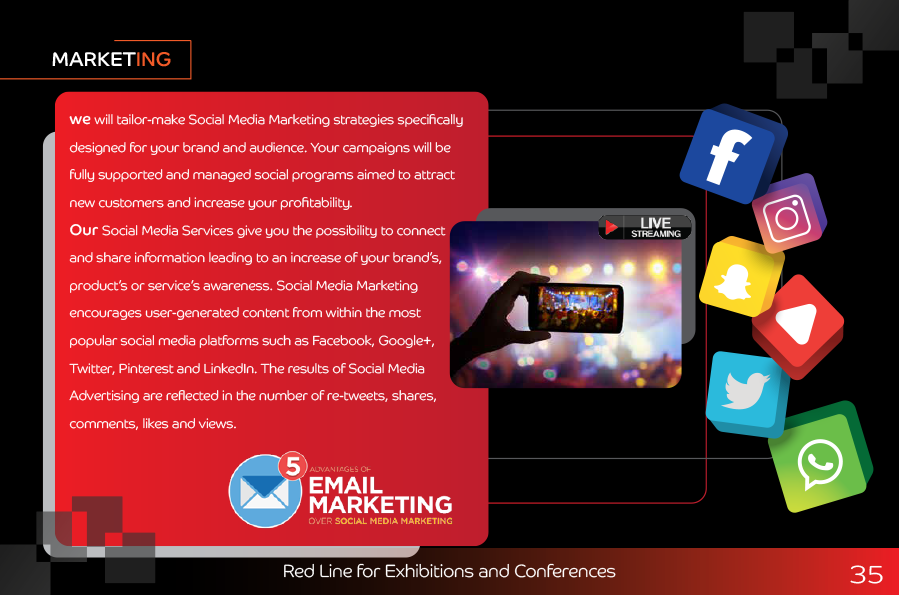 MARKETING
we will tailor-make Social Media Marketing strategies specifically
designed for your brand and audience. Your campaigns will be
fully supported and managed social programs aimed to attract
new customers and increase your profitability.
Our Social Media Services give you the possibility to connect
and share information leading to an increase of your brand's,
product's or service's awareness. Social Media Marketing
encourages user-generated content from within the most
popular social media platforms such as Facebook, Google+,
Twitter, Pinterest and LinkedIn. The results of Social Media
Advertising are reflected in the number of re-tweets, shares,
comments, likes and views.
LIVE
STREAMING
5
ADVANTAGES OF
EMAIL
MARKETING
OVER SOCIAL MEDIA MARKETING
Red Line for Exhibitions and Conferences
35